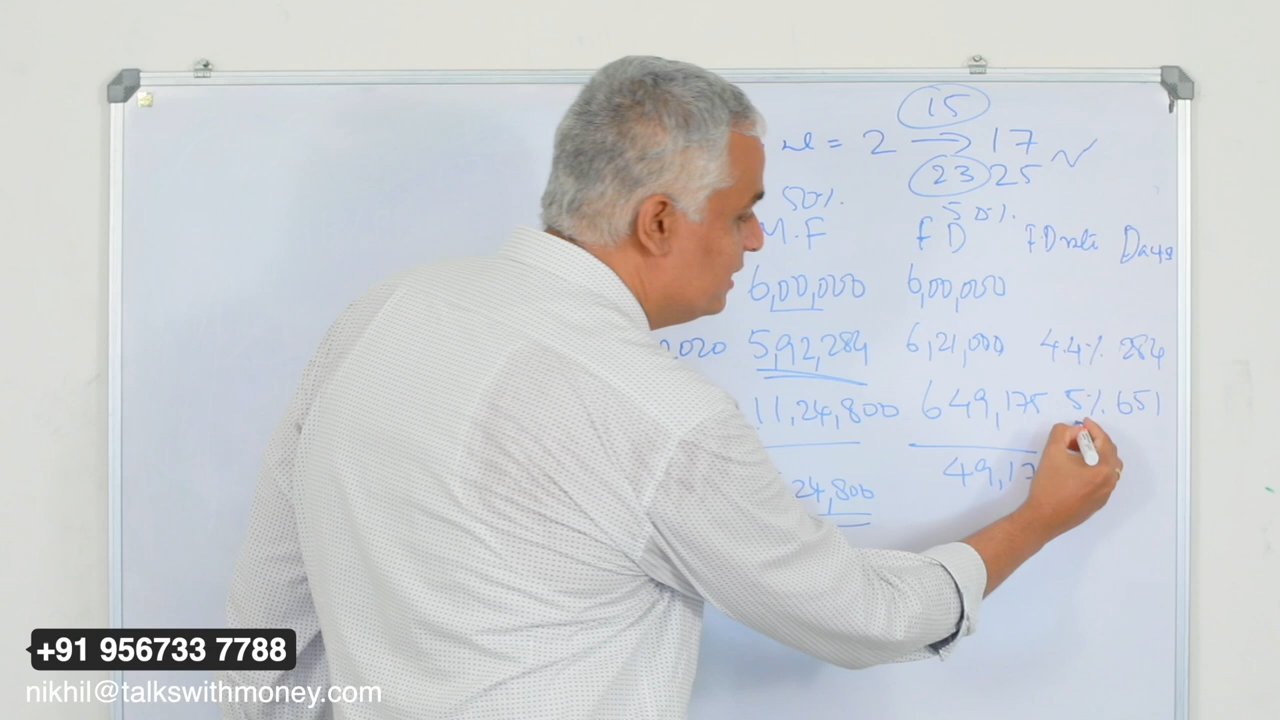 15
= 2 → 17
23 25
50% 50%
M.F FD FD rate Days
6,00,000 6,00,000
2020 5,92,284 6,21,000 4.4% 284
11,24,800 649,175 5% 651
24,800 49,17
+91 956733 7788
nikhil@talkswithmoney.com